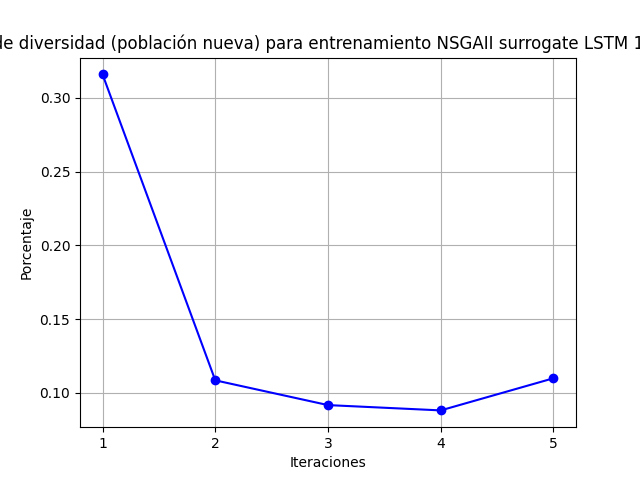 de diversidad (población nueva) para entrenamiento NSGAII surrogate LSTM 1
0.30
0.25
0.20
0.15
0.10
Porcentaje
1 2 3 4 5
Iteraciones